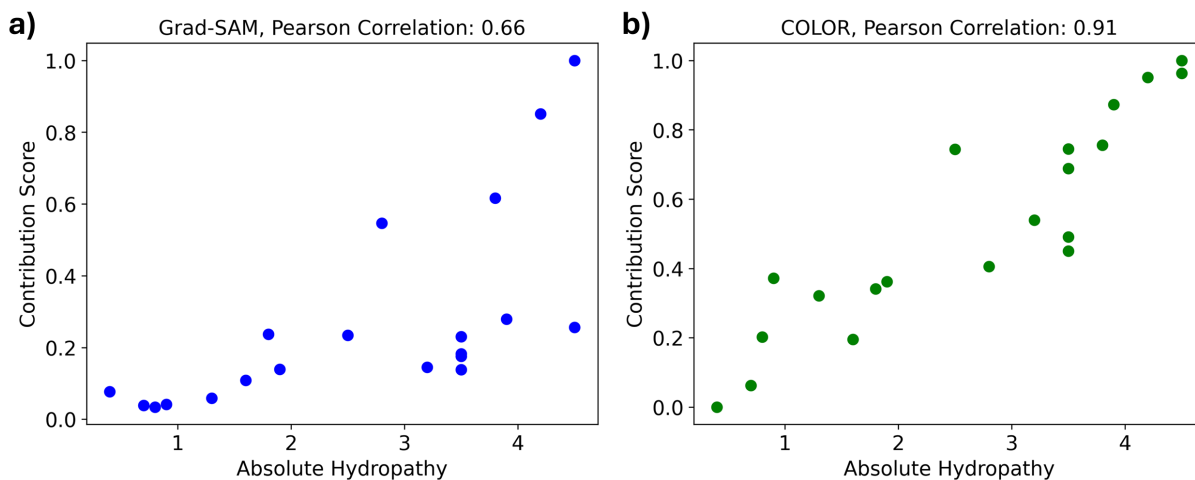 a)
Grad-SAM, Pearson Correlation: 0.66
1.0
0.8
0.6
0.4
0.2
0.0
Contribution Score
1 2 3 4
Absolute Hydropathy
b)
COLOR, Pearson Correlation: 0.91
1.0
0.8
0.6
0.4
0.2
0.0
Contribution Score
1 2 3 4
Absolute Hydropathy